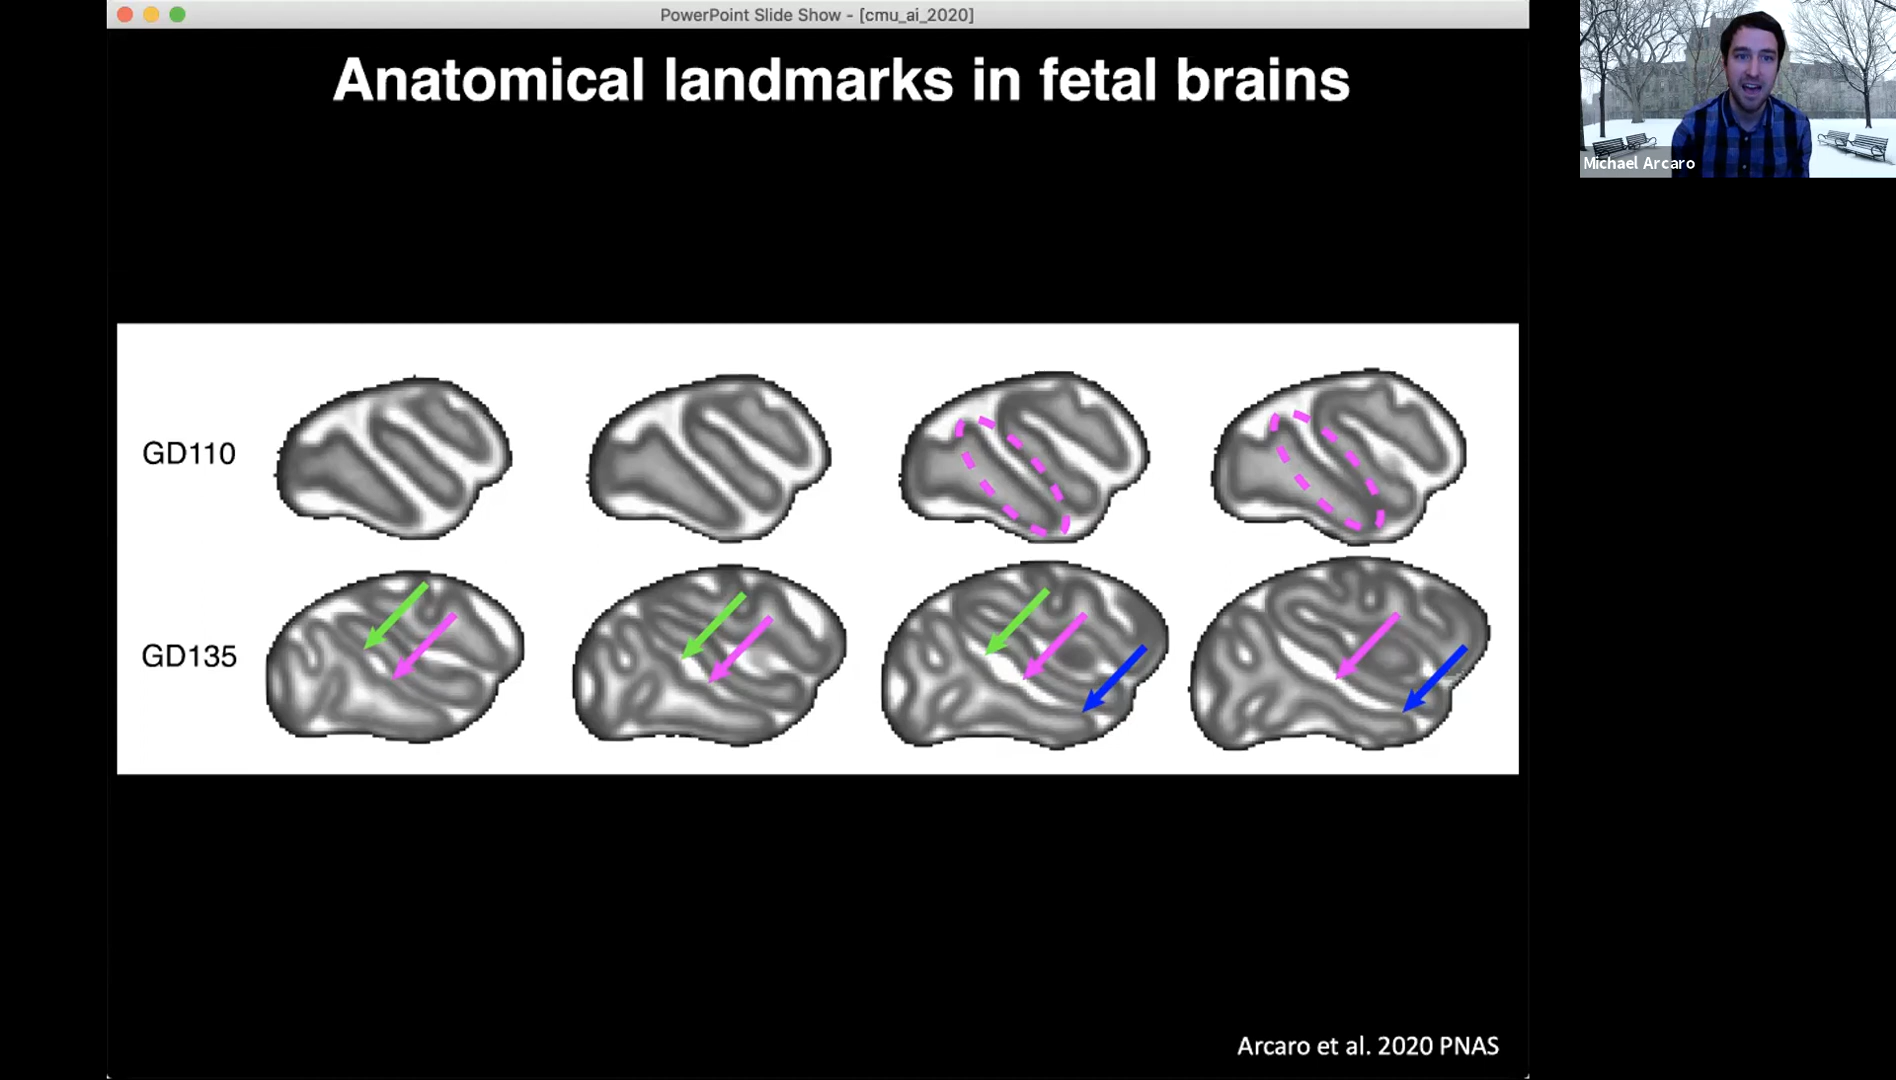 PowerPoint Slide Show - [cmu_ai_2020]
Anatomical landmarks in fetal brains
Michael Arcaro
GD110
GD135
Arcaro et al. 2020 PNAS